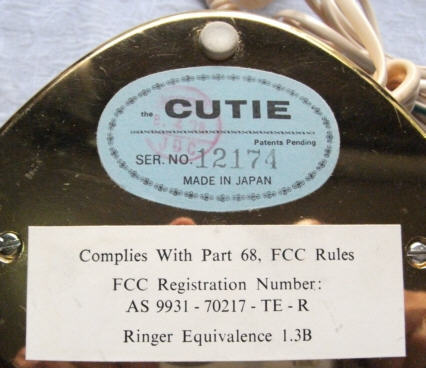 the CUTIE
Patents Pending
SER. NO. 12174
MADE IN JAPAN
Complies With Part 68, FCC Rules
FCC Registration Number:
AS 9931 - 70217 - TE - R
Ringer Equivalence 1.3B